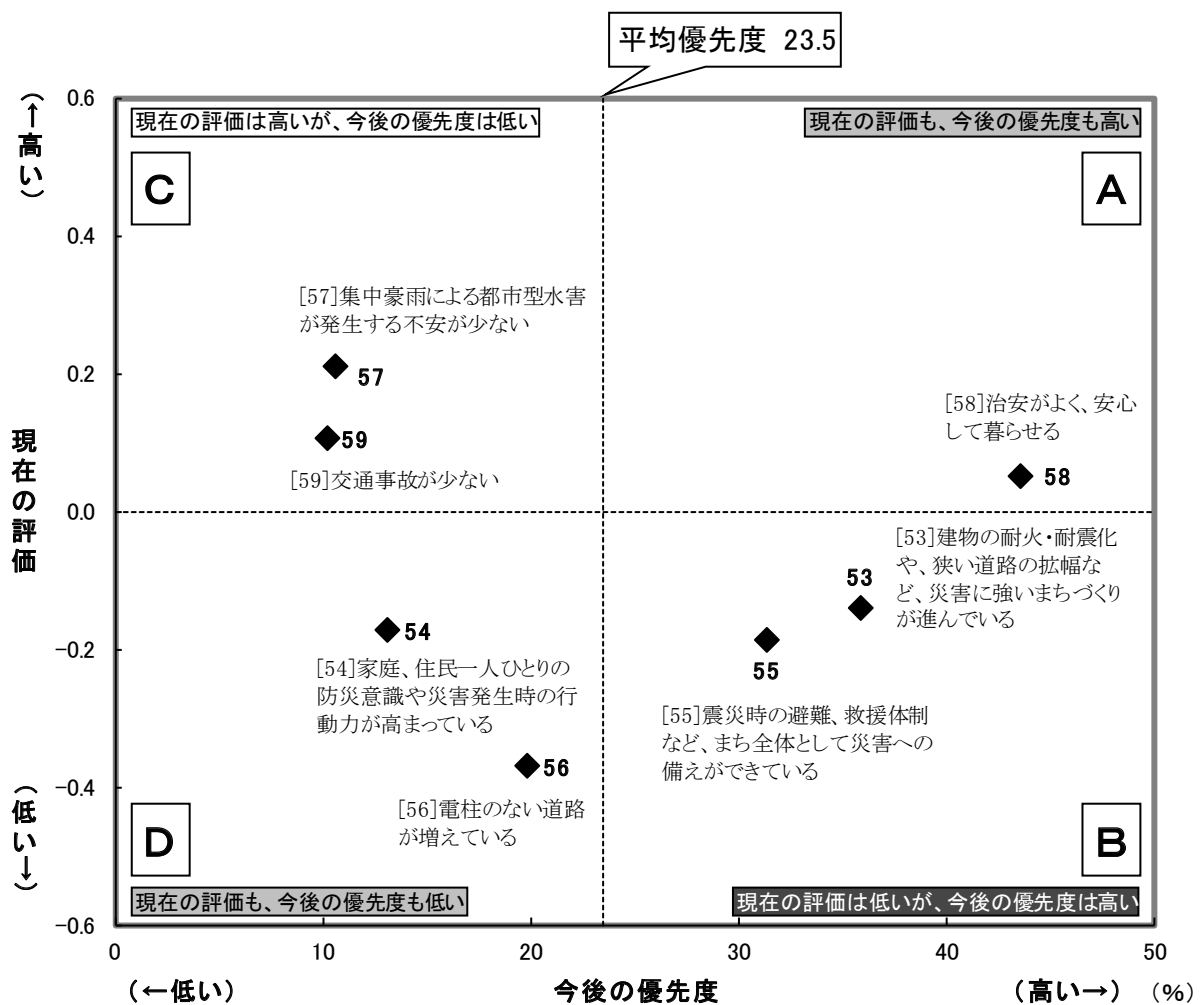 平均優先度 23.5
(←高い)
0.6
現在の評価は高いが、今後の優先度は低い
現在の評価も、今後の優先度も高い
C
A
0.4
[57]集中豪雨による都市型水害
が発生する不安が少ない
0.2
57
[58]治安がよく、安心
して暮らせる
59
[59]交通事故が少ない
58
現在の評価
0.0
[53]建物の耐火・耐震化
や、狭い道路の拡幅な
ど、災害に強いまちづくり
が進んでいる
53
-0.2
54
55
[54]家庭、住民一人ひとりの
防災意識や災害発生時の行
動力が高まっている
[55]震災時の避難、救援体制
など、まち全体として災害への
備えができている
56
-0.4
[56]電柱のない道路
が増えている
(低い→)
D
B
現在の評価も、今後の優先度も低い
現在の評価は低いが、今後の優先度は高い
-0.6
0
10
20
30
40
50
(←低い)
今後の優先度
(高い→)
(%)